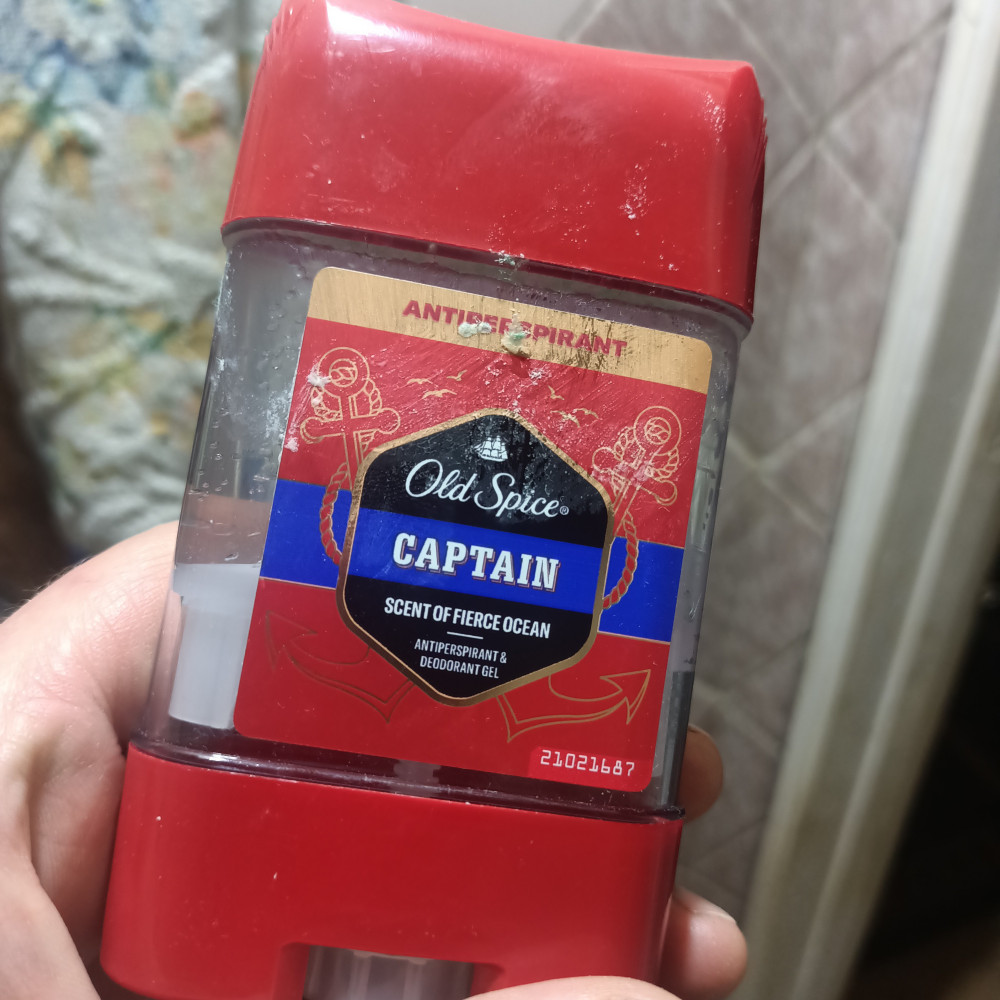 ANTIPERSPIRANT
Old Spice®
CAPTAIN
SCENT OF FIERCE OCEAN
ANTIPERSPIRANT &
DEODORANT GEL
21021687